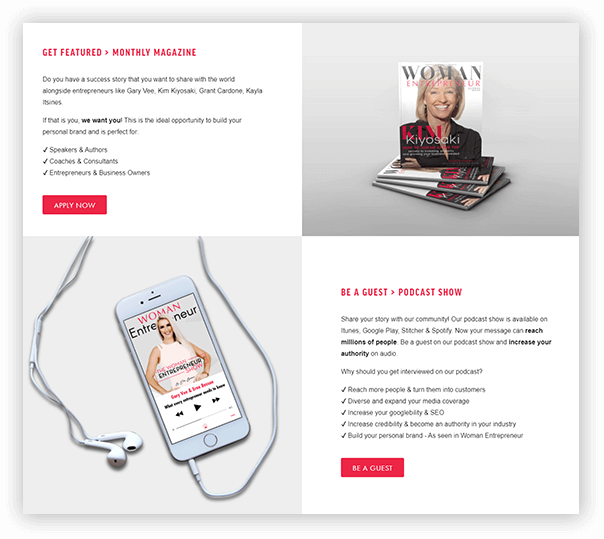 GET FEATURED > MONTHLY MAGAZINE
Do you have a success story that you want to share with the world
alongside entrepreneurs like Gary Vee, Kim Kiyosaki, Grant Cardone, Kayla
Itsines.
If that is you, we want you! This is the ideal opportunity to build your
personal brand and is perfect for:
✓ Speakers & Authors
✓ Coaches & Consultants
✓ Entrepreneurs & Business Owners
APPLY NOW
WOMAN
ENTREPRENEUR
KIM
Kiyosaki
WOMAN
Entrepreneur
THE WOMAN
ENTREPRENEUR
SHOW
Gary Vee &
What every entrepreneur needs to know
BE A GUEST > PODCAST SHOW
Share your story with our community! Our podcast show is available on
Itunes, Google Play, Stitcher & Spotify. Now your message can reach
millions of people. Be a guest on our podcast show and increase your
authority on audio.
Why should you get interviewed on our podcast?
✓ Reach more people & turn them into customers
✓ Diverse and expand your media coverage
✓ Increase your googlebility & SEO
✓ Increase credibility & become an authority in your industry
✓ Build your personal brand - As seen in Woman Entrepreneur
BE A GUEST